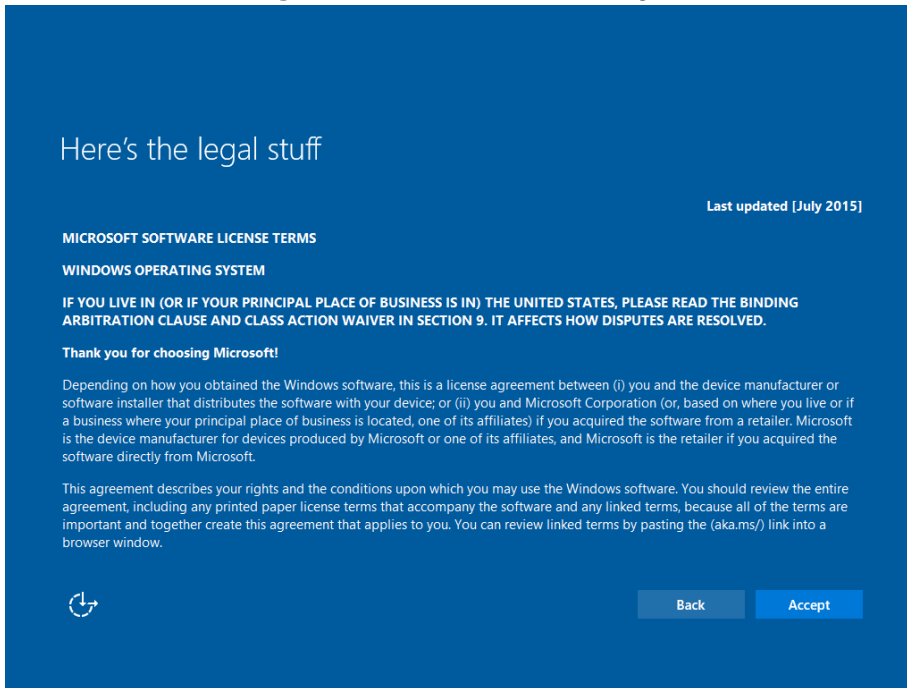 Here's the legal stuff
Last updated [July 2015]
MICROSOFT SOFTWARE LICENSE TERMS
WINDOWS OPERATING SYSTEM
IF YOU LIVE IN (OR IF YOUR PRINCIPAL PLACE OF BUSINESS IS IN) THE UNITED STATES, PLEASE READ THE BINDING
ARBITRATION CLAUSE AND CLASS ACTION WAIVER IN SECTION 9. IT AFFECTS HOW DISPUTES ARE RESOLVED.
Thank you for choosing Microsoft!
Depending on how you obtained the Windows software, this is a license agreement between (i) you and the device manufacturer or
software installer that distributes the software with your device; or (ii) you and Microsoft Corporation (or, based on where you live or if
a business where your principal place of business is located, one of its affiliates) if you acquired the software from a retailer. Microsoft
is the device manufacturer for devices produced by Microsoft or one of its affiliates, and Microsoft is the retailer if you acquired the
software directly from Microsoft.
This agreement describes your rights and the conditions upon which you may use the Windows software. You should review the entire
agreement, including any printed paper license terms that accompany the software and any linked terms, because all of the terms are
important and together create this agreement that applies to you. You can review linked terms by pasting the (aka.ms/) link into a
browser window.
Back
Accept